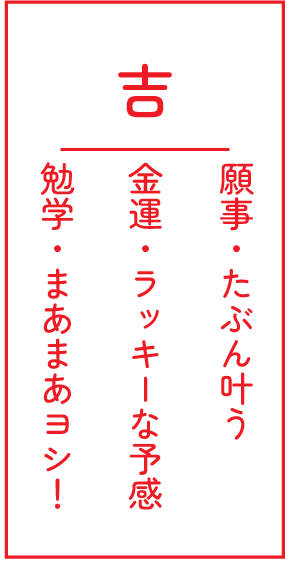 吉
願事・たぶん叶う
金運・ラッキーな予感
勉学・まあまあヨシ！